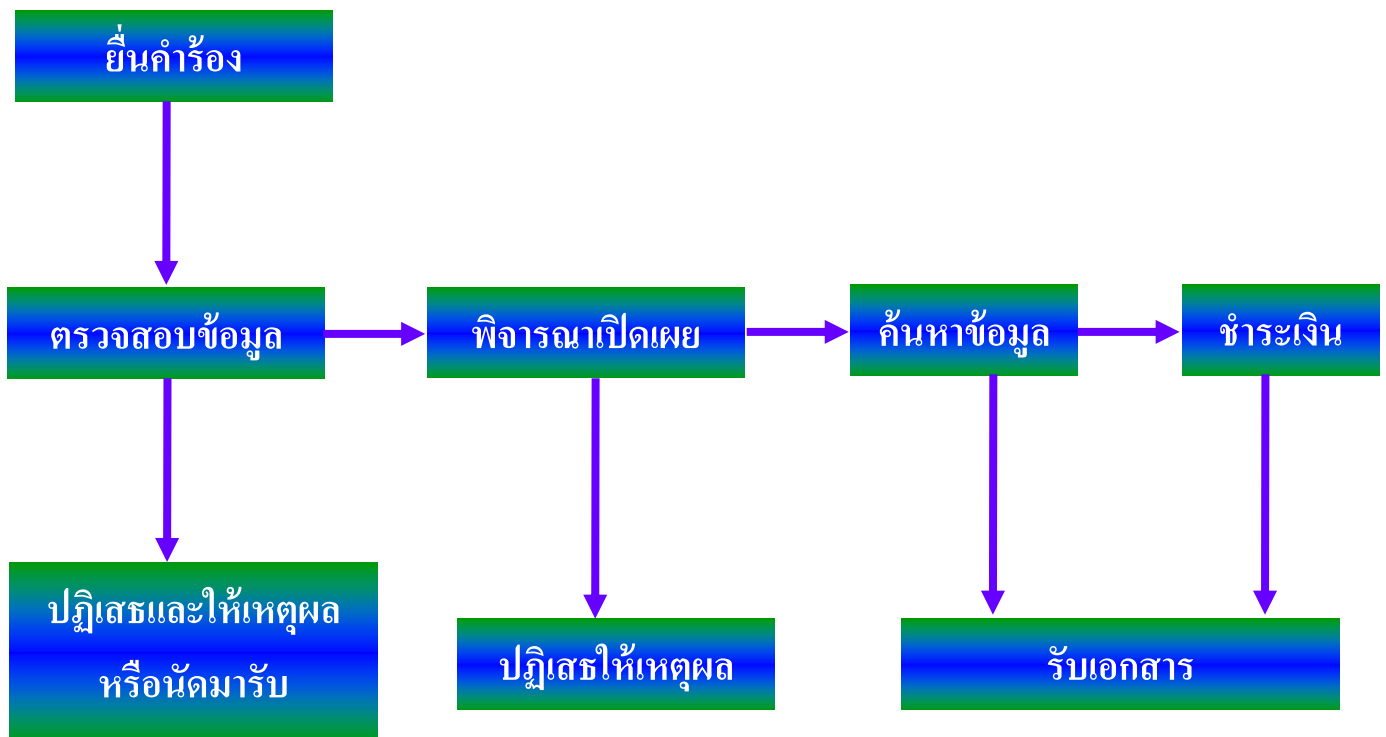 ยื่นคำร้อง
ตรวจสอบข้อมูล
พิจารณาเปิดเผย
ค้นหาข้อมูล
ชำระเงิน
ปฏิเสธและให้เหตุผล
หรือนัดมารับ
ปฏิเสธให้เหตุผล
รับเอกสาร